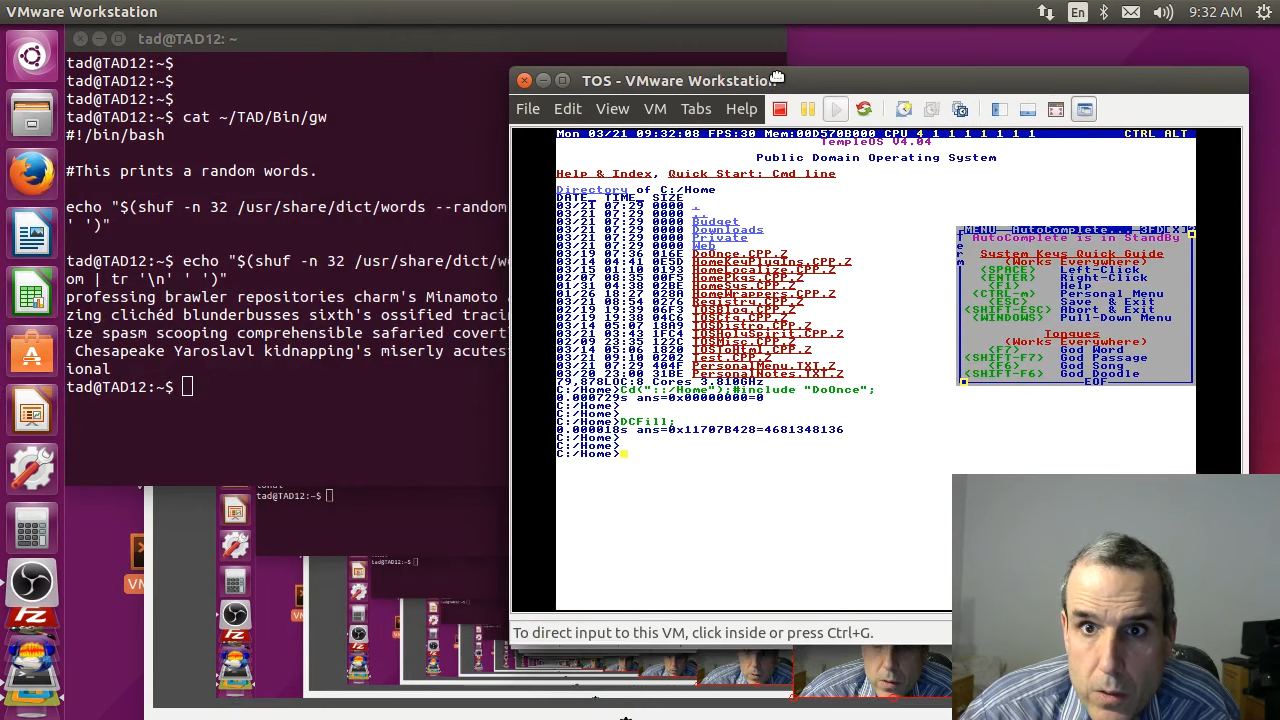 VMware Workstation
En
9:32 AM
tad@TAD12: ~
tad@TAD12:~$
tad@TAD12:~$
tad@TAD12:~$
tad@TAD12:~$ cat ~/TAD/Bin/gw
#!/bin/bash
#This prints a random words.
echo "$(shuf -n 32 /usr/share/dict/words --random
' ')"
tad@TAD12:~$ echo "$(shuf -n 32 /usr/share/dict/w
om | tr '\n' ' ')"
professing brawler repositories charm's Minamoto
zing clichéd blunderbusses sixth's ossified tracin
ize spasm scooping comprehensible safaried covert
Chesapeake Yaroslavl kidnapping's miserly acutes
ional
tad@TAD12:~$
tad@TAD12:~$
tad@TAD12:~$
TOS - VMware Workstation
File Edit View VM Tabs Help
Mon 03/21 09:32:08 FPS:30 Mem:00D570B000 CPU 4 1 1 1 1 1 1 1 CTRL ALT
TempleOS V4.04
Public Domain Operating System
Help & Index, Quick Start: Cmd line
Directory of C:/Home
DATE_ TIME_ SIZE
03/21 07:29 0000 .
03/21 07:29 0000 ..
03/21 07:29 0000 Budget
03/21 07:29 0000 Downloads
03/21 07:29 0000 Private
03/21 07:29 0000 Web
03/19 07:36 016E DoOnce.CPP.Z
03/14 04:41 0E5D HomeKeyPlugIns.CPP.Z
03/15 01:10 0193 HomeLocalize.CPP.Z
02/07 08:35 00F5 HomePkgs.CPP.Z
01/31 04:38 02BE HomeSys.CPP.Z
01/26 18:27 0290 HomeWrappers.CPP.Z
03/21 00:54 0276 Registry.CPP.Z
02/19 19:39 06F3 TOSBlog.CPP.Z
02/19 19:38 04C6 TOSCfg.CPP.Z
03/14 05:07 18A9 TOSDistro.CPP.Z
03/21 03:43 1FC4 TOSHolySpirit.CPP.Z
02/09 23:35 122C TOSMisc.CPP.Z
03/14 05:06 TOSToHtml.CPP.Z
03/21 09:10 0202 Test.CPP.Z
03/21 07:29 404F PersonalMenu.TXT.Z
03/20 23:00 31BE PersonalNotes.TXT.Z
79,878LOC:8 Cores 3.810GHz
C:/Home>Cd("::/Home");#include "DoOnce";
0.000729s ans=0x00000000=0
C:/Home>
C:/Home>
C:/Home>DCFill;
0.000018s ans=0x11707B428=4681348136
C:/Home>
C:/Home>
C:/Home>
MENU AutoComplete...
AutoComplete is in StandBy
System Keys Quick Guide
(Works Everywhere)
<SPACE> Left-Click
<ENTER> Right-Click
<F1> Help
<CTRL-m> Personal Menu
<ESC> Save & Exit
<SHIFT-ESC> Abort & Exit
<WINDOWS> Pull-Down Menu
Tongues
(Works Everywhere)
<F7> God Word
<SHIFT-F7> God Passage
<F6> God Song
<SHIFT-F6> God Doodle
EOF
To direct input to this VM, click inside or press Ctrl+G.